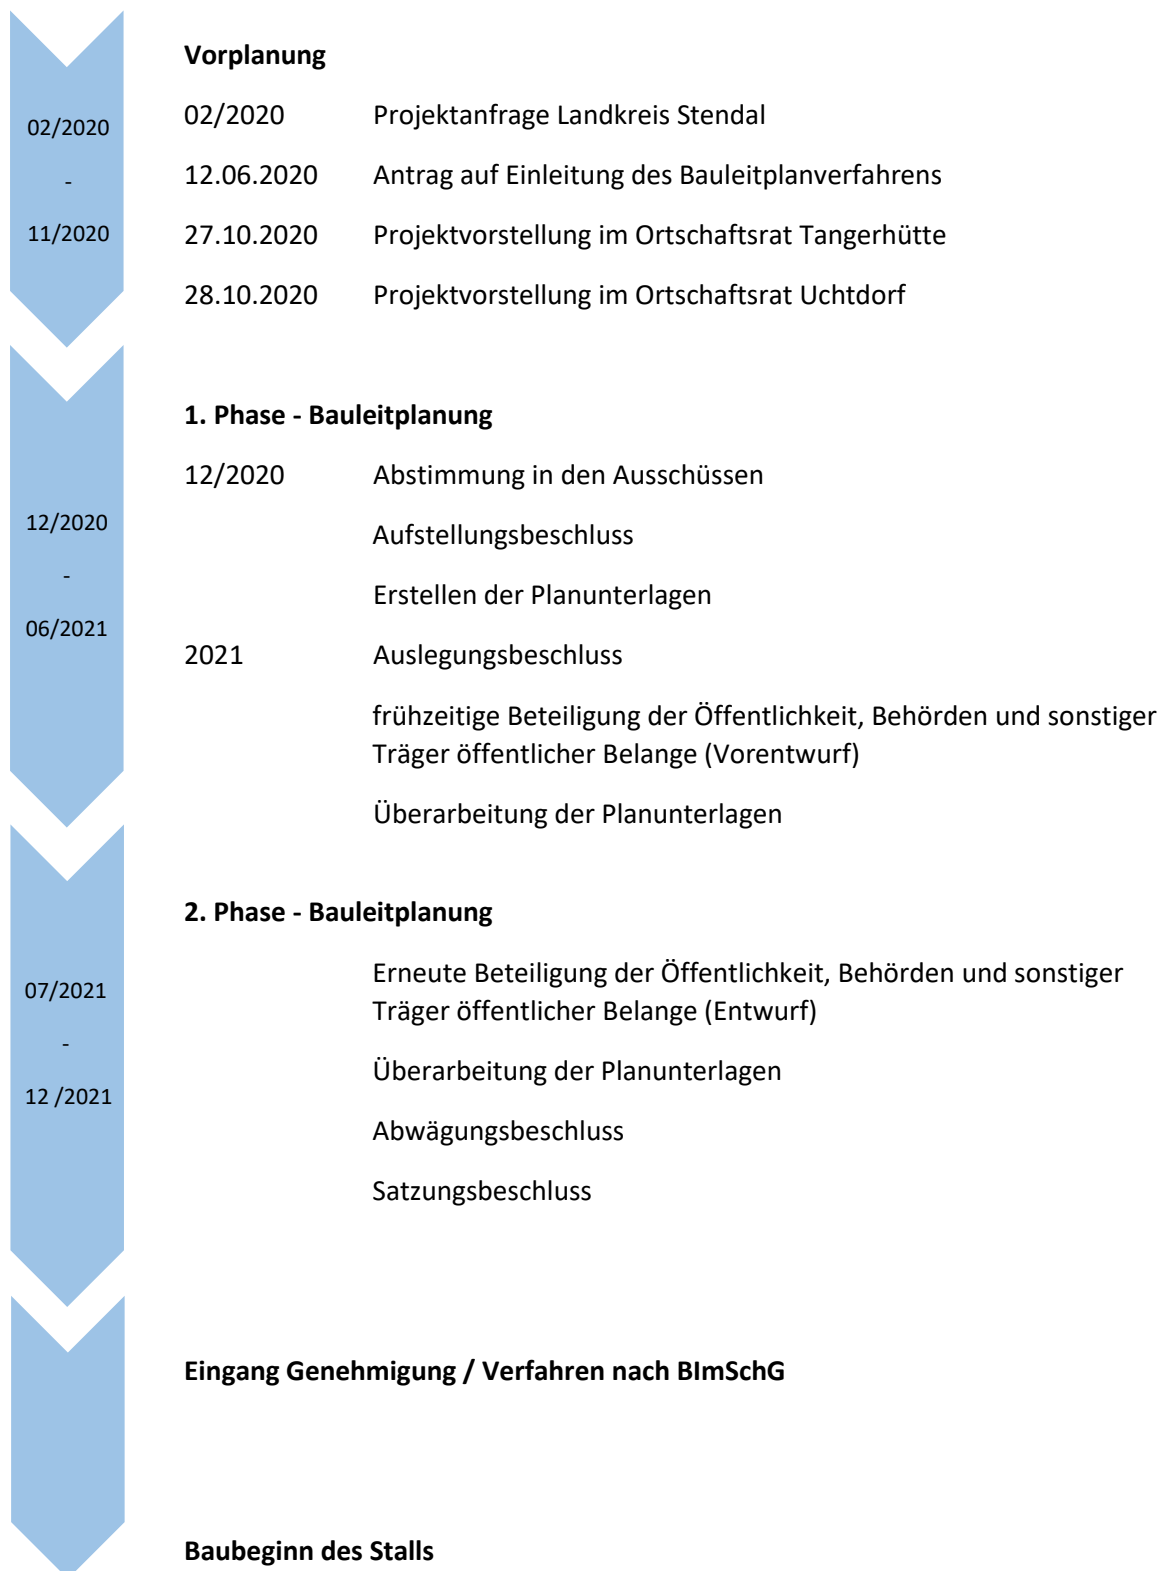 Vorplanung
02/2020 Projektanfrage Landkreis Stendal
02/2020
12.06.2020 Antrag auf Einleitung des Bauleitplanverfahrens
-
11/2020
27.10.2020 Projektvorstellung im Ortschaftsrat Tangerhütte
28.10.2020 Projektvorstellung im Ortschaftsrat Uchtdorf
1. Phase - Bauleitplanung
12/2020 Abstimmung in den Ausschüssen
12/2020
Aufstellungsbeschluss
-
Erstellen der Planunterlagen
06/2021
2021 Auslegungsbeschluss
frühzeitige Beteiligung der Öffentlichkeit, Behörden und sonstiger
Träger öffentlicher Belange (Vorentwurf)
Überarbeitung der Planunterlagen
2. Phase - Bauleitplanung
07/2021
-
12 /2021
Erneute Beteiligung der Öffentlichkeit, Behörden und sonstiger
Träger öffentlicher Belange (Entwurf)
Überarbeitung der Planunterlagen
Abwägungsbeschluss
Satzungsbeschluss
Eingang Genehmigung / Verfahren nach BImSchG
Baubeginn des Stalls